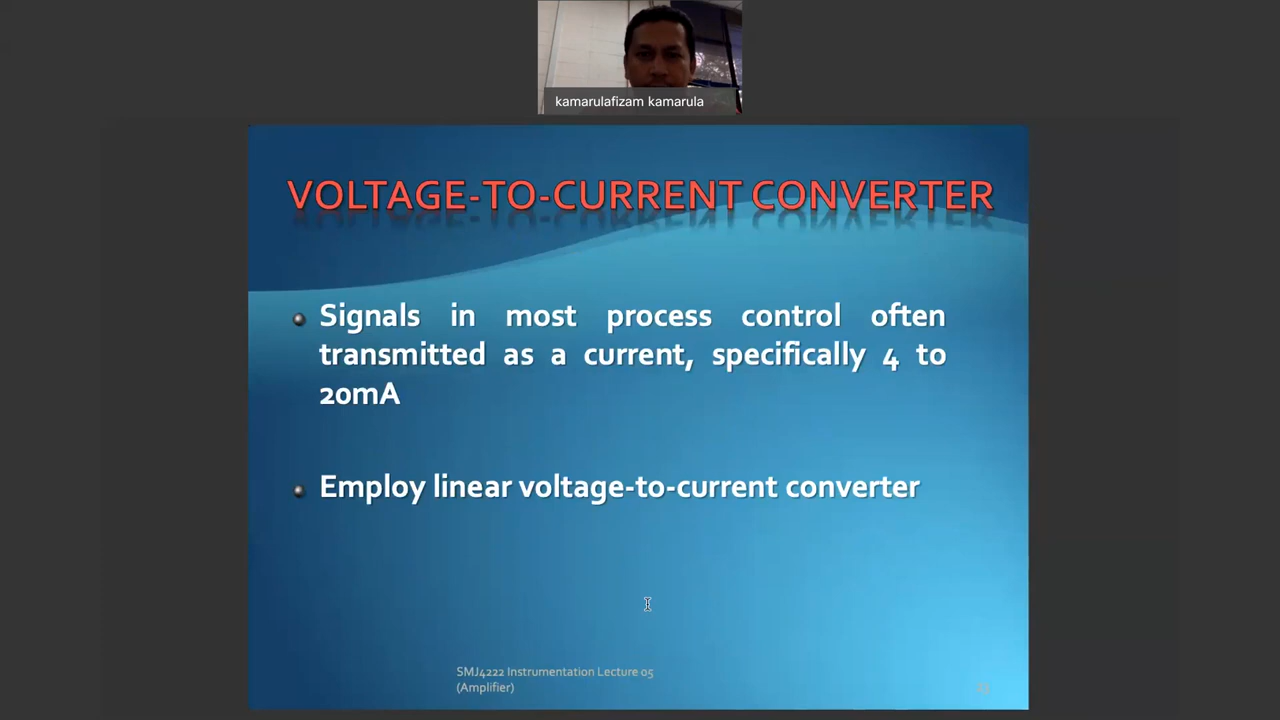 kamarulafizam kamarula
VOLTAGE-TO-CURRENT CONVERTER
Signals in most process control often
transmitted as a current, specifically 4 to
20mA
Employ linear voltage-to-current converter
SMJ4222 Instrumentation Lecture 05
(Amplifier)